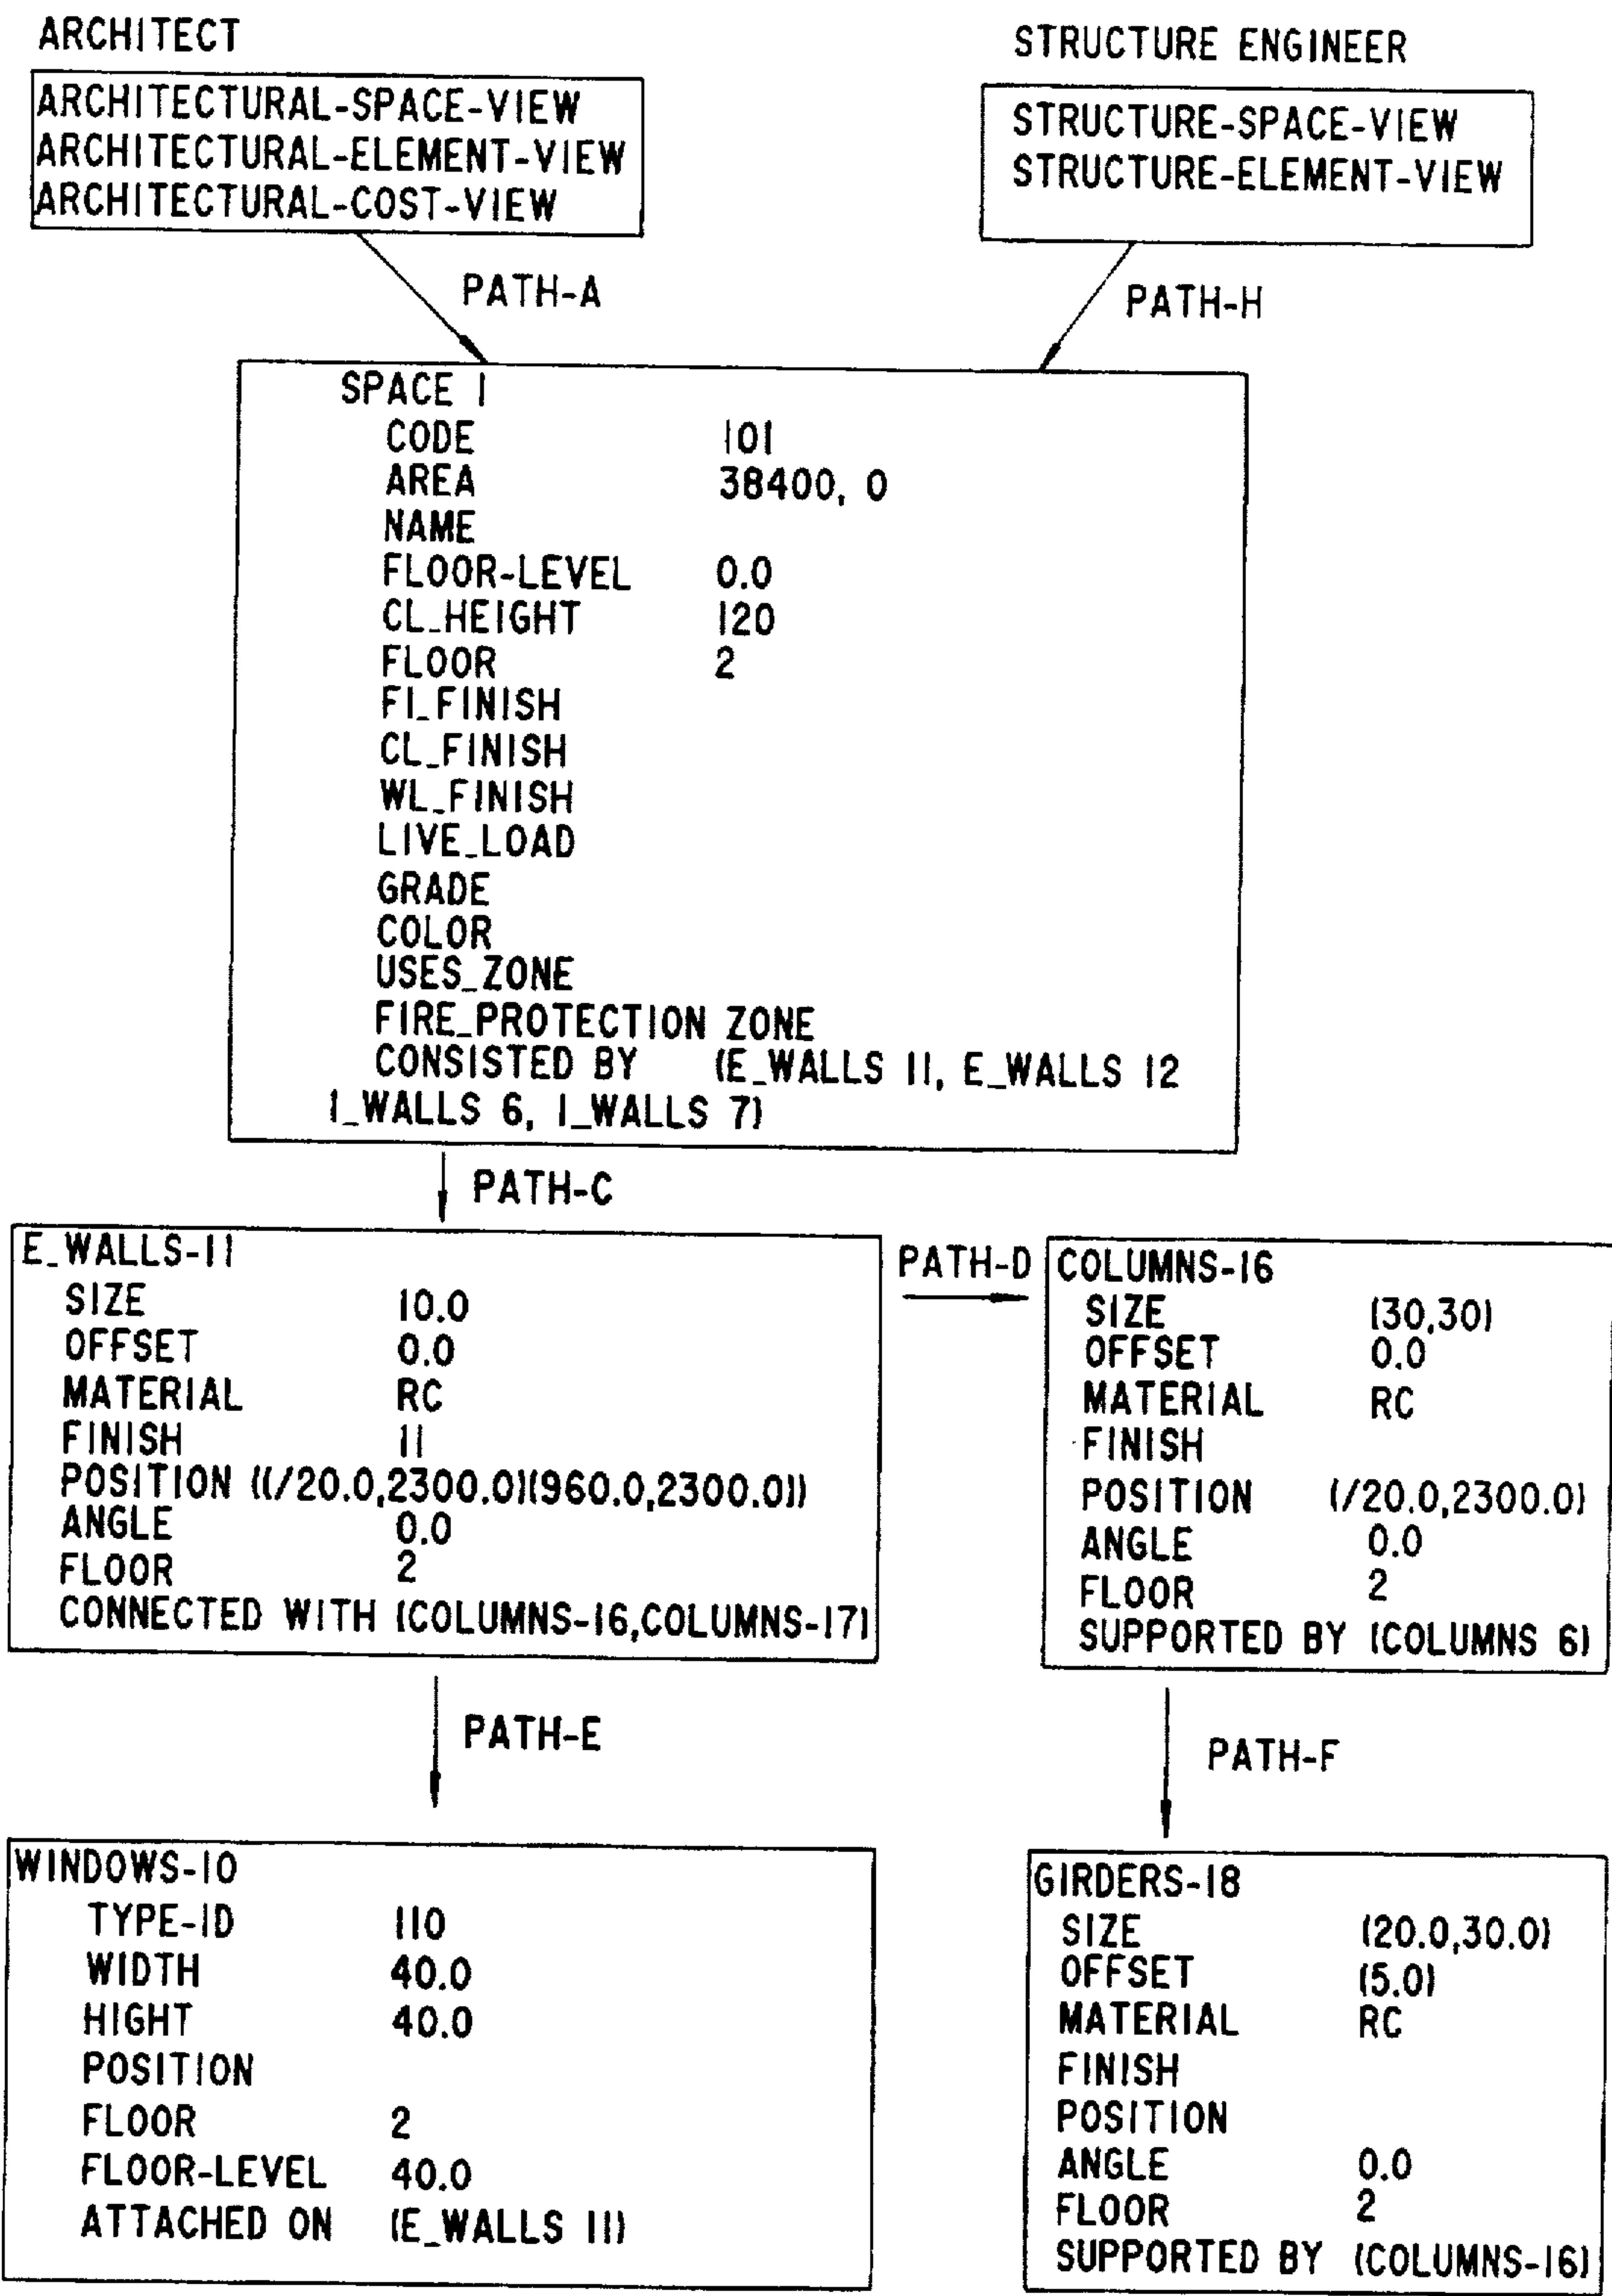 ARCHITECT
ARCHITECTURAL-SPACE-VIEW
ARCHITECTURAL-ELEMENT-VIEW
ARCHITECTURAL-COST-VIEW
STRUCTURE ENGINEER
STRUCTURE-SPACE-VIEW
STRUCTURE-ELEMENT-VIEW
PATH-A
PATH-H
SPACE 1
CODE 101
AREA 38400, 0
NAME
FLOOR-LEVEL 0.0
CL_HEIGHT 120
FLOOR 2
FI_FINISH
CL_FINISH
WL_FINISH
LIVE_LOAD
GRADE
COLOR
USES_ZONE
FIRE_PROTECTION ZONE
CONSISTED BY (E_WALLS 11, E_WALLS 12
I_WALLS 6, I_WALLS 7)
PATH-C
E_WALLS-11
SIZE 10.0
OFFSET 0.0
MATERIAL RC
FINISH 11
POSITION ((/20.0,2300.0)(960.0,2300.0))
ANGLE 0.0
FLOOR 2
CONNECTED WITH (COLUMNS-16,COLUMNS-17)
PATH-D
COLUMNS-16
SIZE (30,30)
OFFSET 0.0
MATERIAL RC
FINISH
POSITION (/20.0,2300.0)
ANGLE 0.0
FLOOR 2
SUPPORTED BY (COLUMNS 6)
PATH-E
PATH-F
WINDOWS-10
TYPE-ID 110
WIDTH 40.0
HIGHT 40.0
POSITION
FLOOR 2
FLOOR-LEVEL 40.0
ATTACHED ON (E_WALLS 11)
GIRDERS-18
SIZE (20.0,30.0)
OFFSET (5.0)
MATERIAL RC
FINISH
POSITION
ANGLE 0.0
FLOOR 2
SUPPORTED BY (COLUMNS-16)